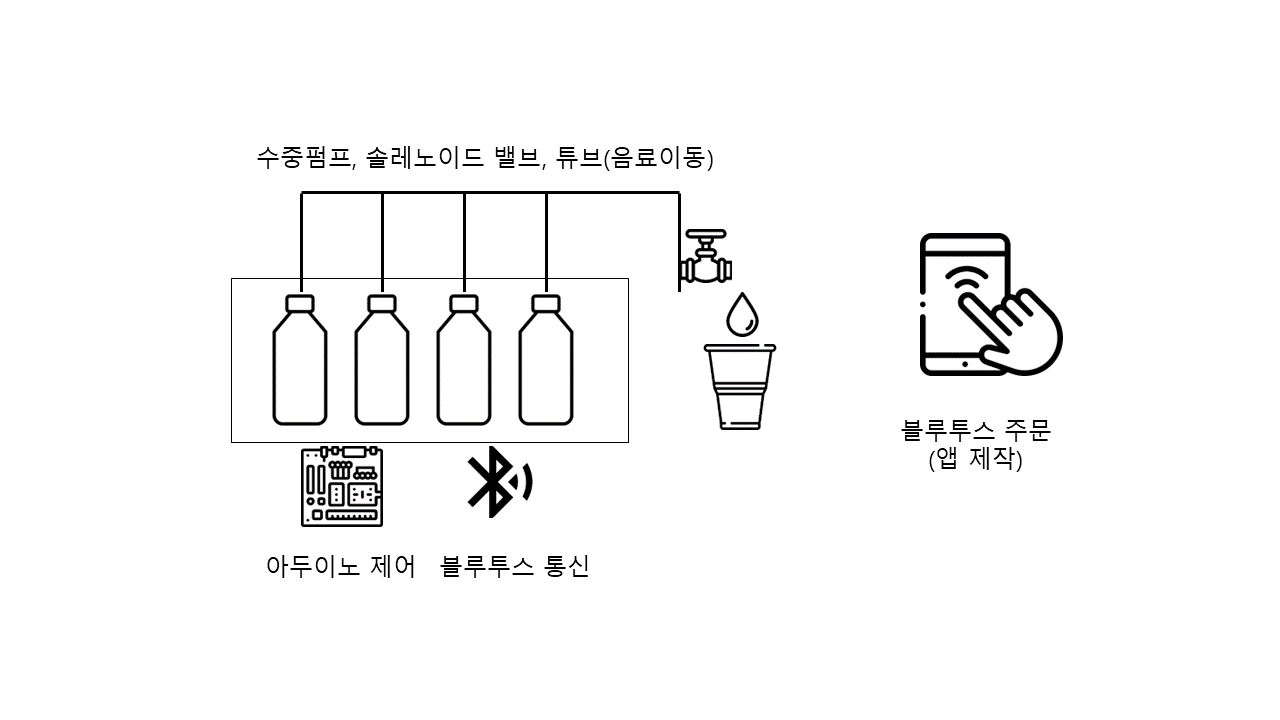 수중펌프, 솔레노이드 밸브, 튜브(음료이동)
블루투스 주문
(앱 제작)
아두이노 제어
블루투스 통신